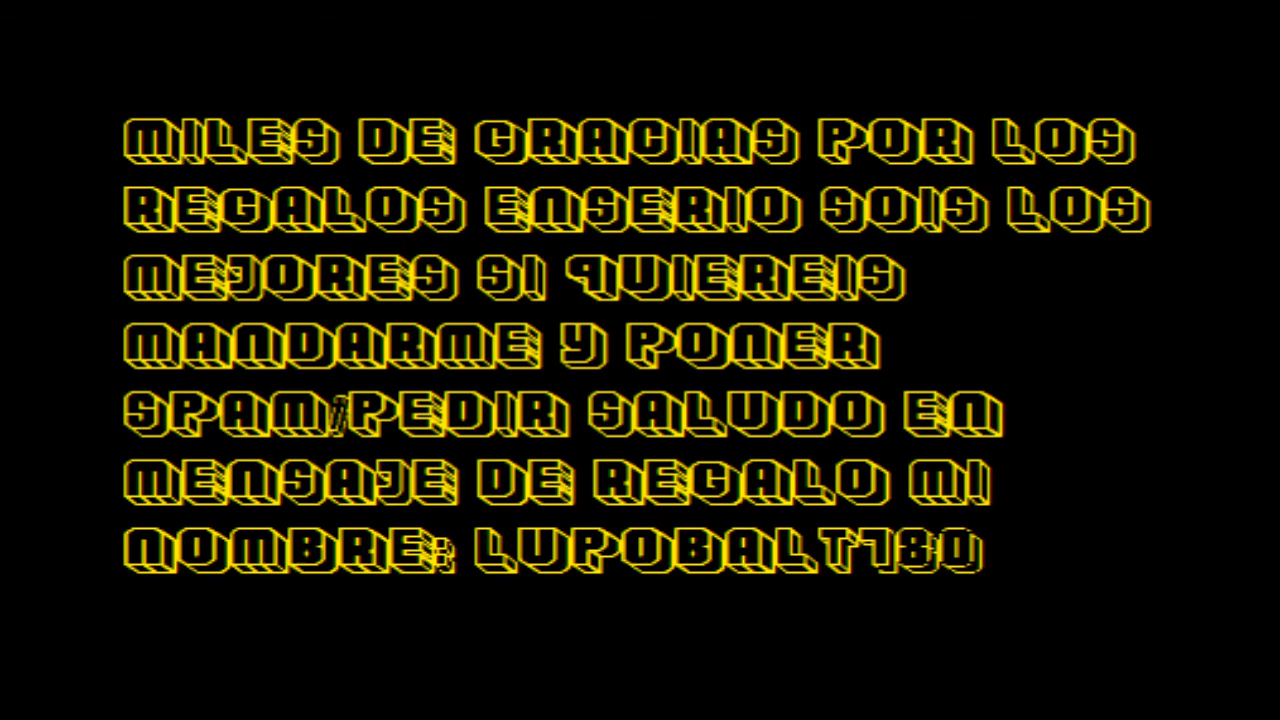 MILES DE GRACIAS POR LOS
REGALOS ENSERIO SOIS LOS
MEJORES SI QUIEREIS
MANDARME Y PONER
SPAM/PEDIR SALUDO EN
MENSAJE DE REGALO MI
NOMBRE: LUPOBALT780